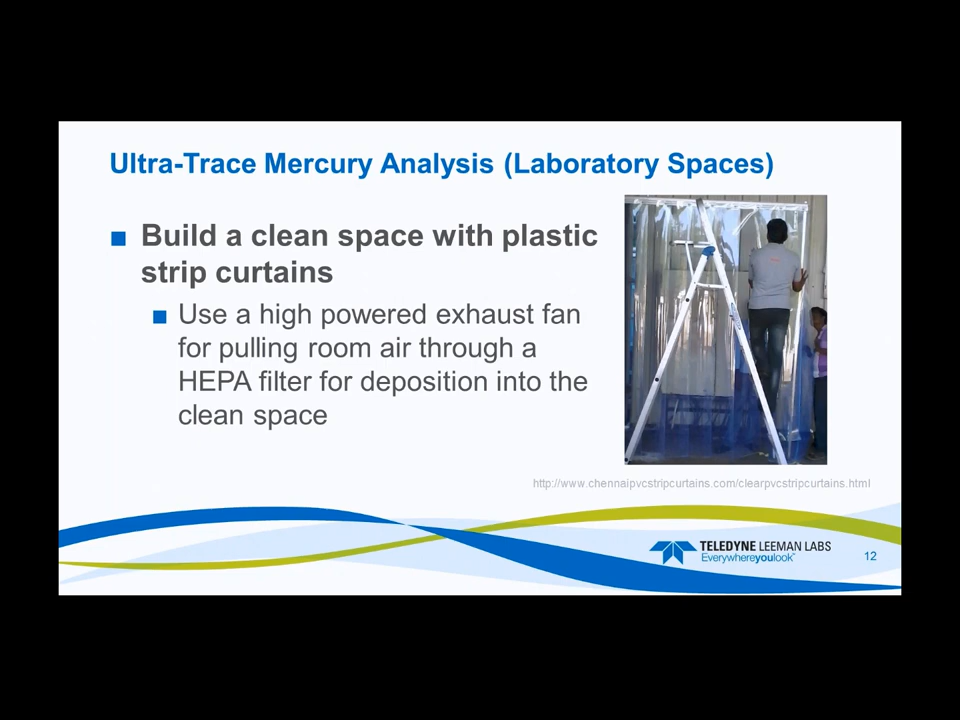 Ultra-Trace Mercury Analysis (Laboratory Spaces)
Build a clean space with plastic
strip curtains
Use a high powered exhaust fan
for pulling room air through a
HEPA filter for deposition into the
clean space
http://www.chennaipvcstripcurtains.com/clearpvcstripcurtains.html
TELEDYNE LEEMAN LABS
Everywhereyoulook™
12